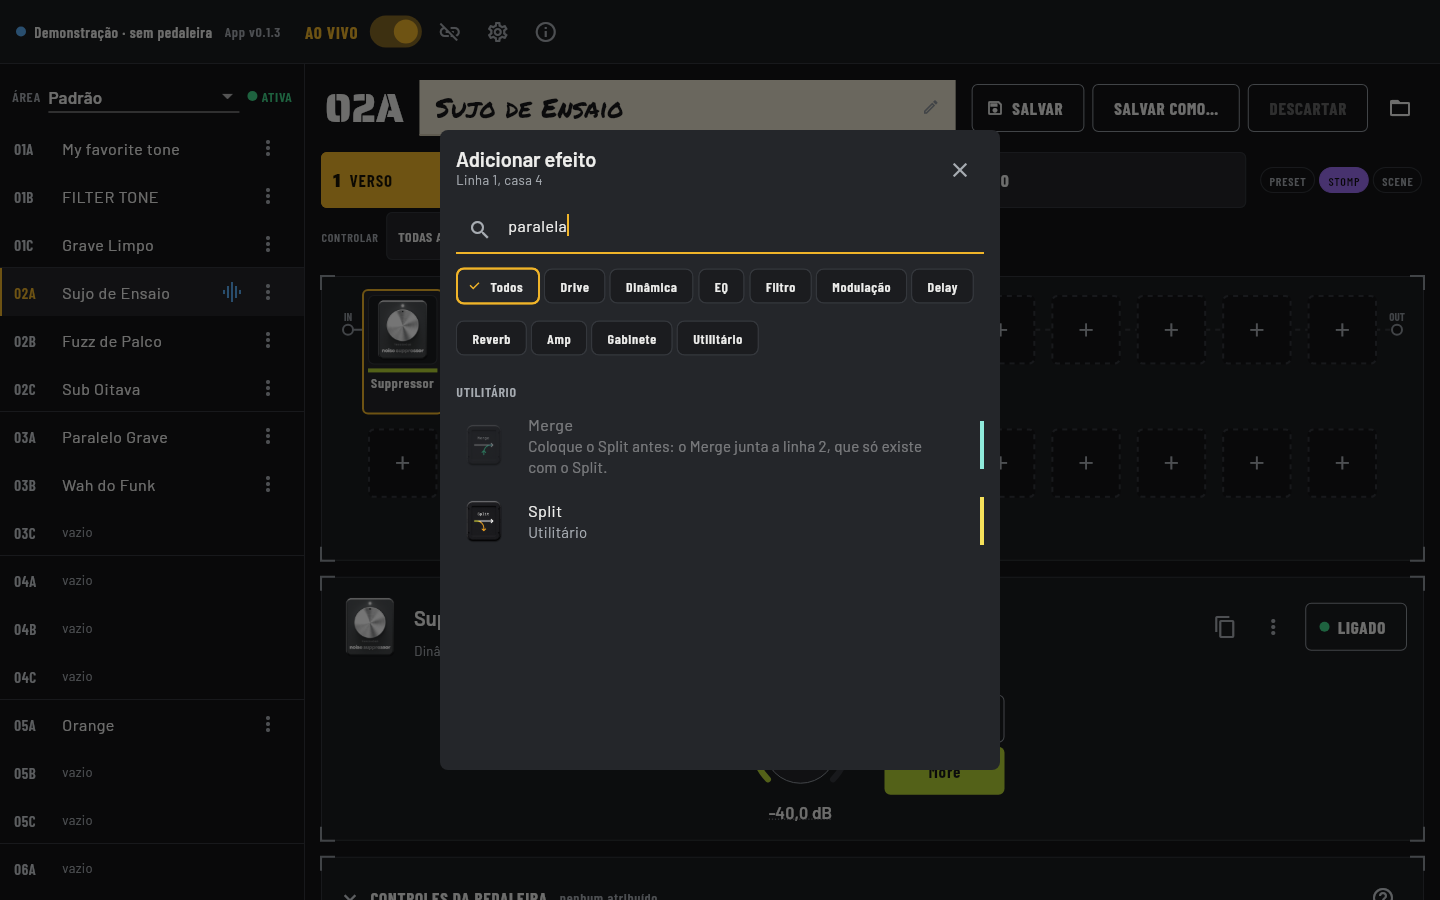 Demonstração · sem pedaleira App v0.1.3 AO VIVO
ÁREA Padrão ATIVA
01A My favorite tone
01B FILTER TONE
01C Grave Limpo
02A Sujo de Ensaio
02B Fuzz de Palco
02C Sub Oitava
03A Paralelo Grave
03B Wah do Funk
03C vazio
04A vazio
04B vazio
04C vazio
05A Orange
05B vazio
05C vazio
06A vazio
02A Sujo de Ensaio SALVAR SALVAR COMO... DESCARTAR
1 VERSO O PRESET STOMP SCENE
CONTROLAR TODAS A
IN OUT
Suppressor
Adicionar efeito
Linha 1, casa 4
paralela
Todos Drive Dinâmica EQ Filtro Modulação Delay
Reverb Amp Gabinete Utilitário
UTILITÁRIO
Merge
Coloque o Split antes: o Merge junta a linha 2, que só existe
com o Split.
Split
Utilitário
Sup
Dinâ
LIGADO
More
-40,0 dB
CONTROLES DA PEDALEIRA nenhum atribuído